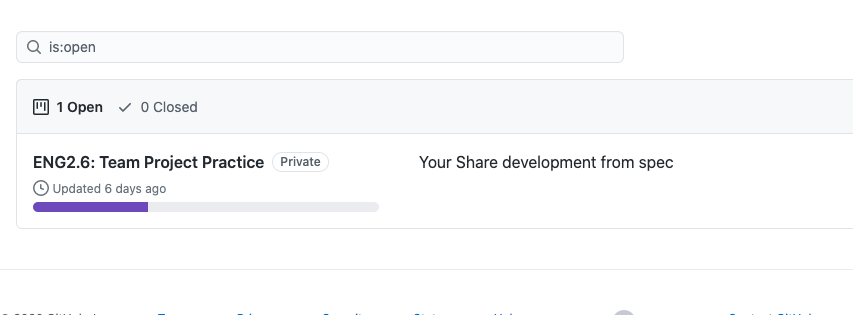 is:open
1 Open 0 Closed
ENG2.6: Team Project Practice Private Your Share development from spec
Updated 6 days ago